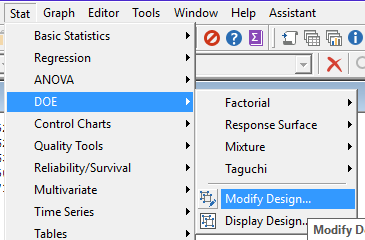 Stat Graph Editor Tools Window Help Assistant
Basic Statistics
Regression
ANOVA
DOE
Control Charts
Quality Tools
Reliability/Survival
Multivariate
Time Series
Tables
Factorial
Response Surface
Mixture
Taguchi
Modify Design...
Display Design...
Modify D